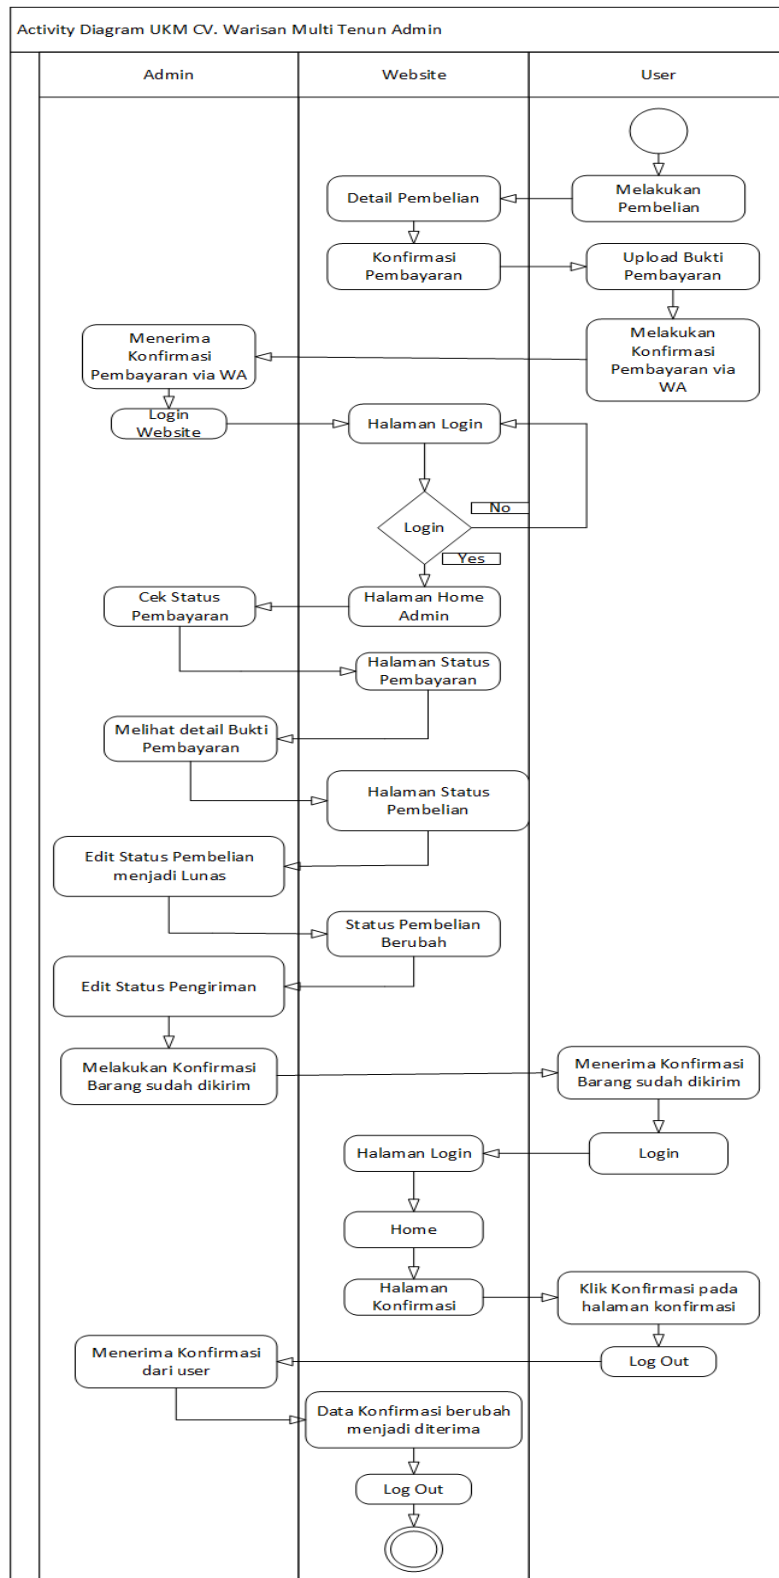 Activity Diagram UKM CV. Warisan Multi Tenun Admin
Admin
Website
User
Melakukan
Pembelian
Detail Pembelian
Konfirmasi
Pembayaran
Upload Bukti
Pembayaran
Melakukan
Konfirmasi
Pembayaran via
WA
Menerima
Konfirmasi
Pembayaran via WA
Login
Website
Halaman Login
No
Login
Yes
Halaman Home
Admin
Cek Status
Pembayaran
Halaman Status
Pembayaran
Melihat detail Bukti
Pembayaran
Halaman Status
Pembelian
Edit Status Pembelian
menjadi Lunas
Status Pembelian
Berubah
Edit Status Pengiriman
Melakukan Konfirmasi
Barang sudah dikirim
Menerima Konfirmasi
Barang sudah dikirim
Login
Halaman Login
Home
Halaman
Konfirmasi
Klik Konfirmasi pada
halaman konfirmasi
Log Out
Menerima Konfirmasi
dari user
Data Konfirmasi berubah
menjadi diterima
Log Out